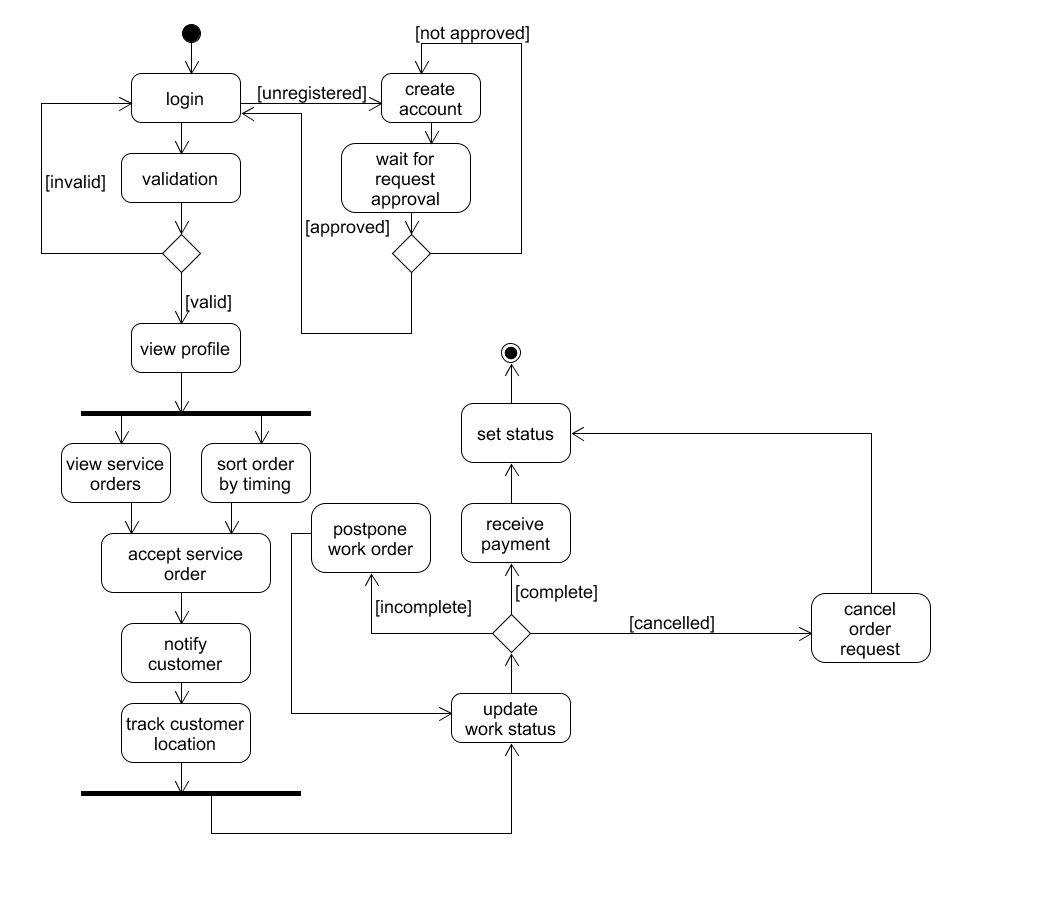 [not approved]
login
[unregistered]
create
account
[invalid]
validation
wait for
request
approval
[approved]
[valid]
view profile
view service
orders
sort order
by timing
set status
postpone
work order
receive
payment
accept service
order
[incomplete]
[complete]
[cancelled]
cancel
order
request
notify
customer
track customer
location
update
work status